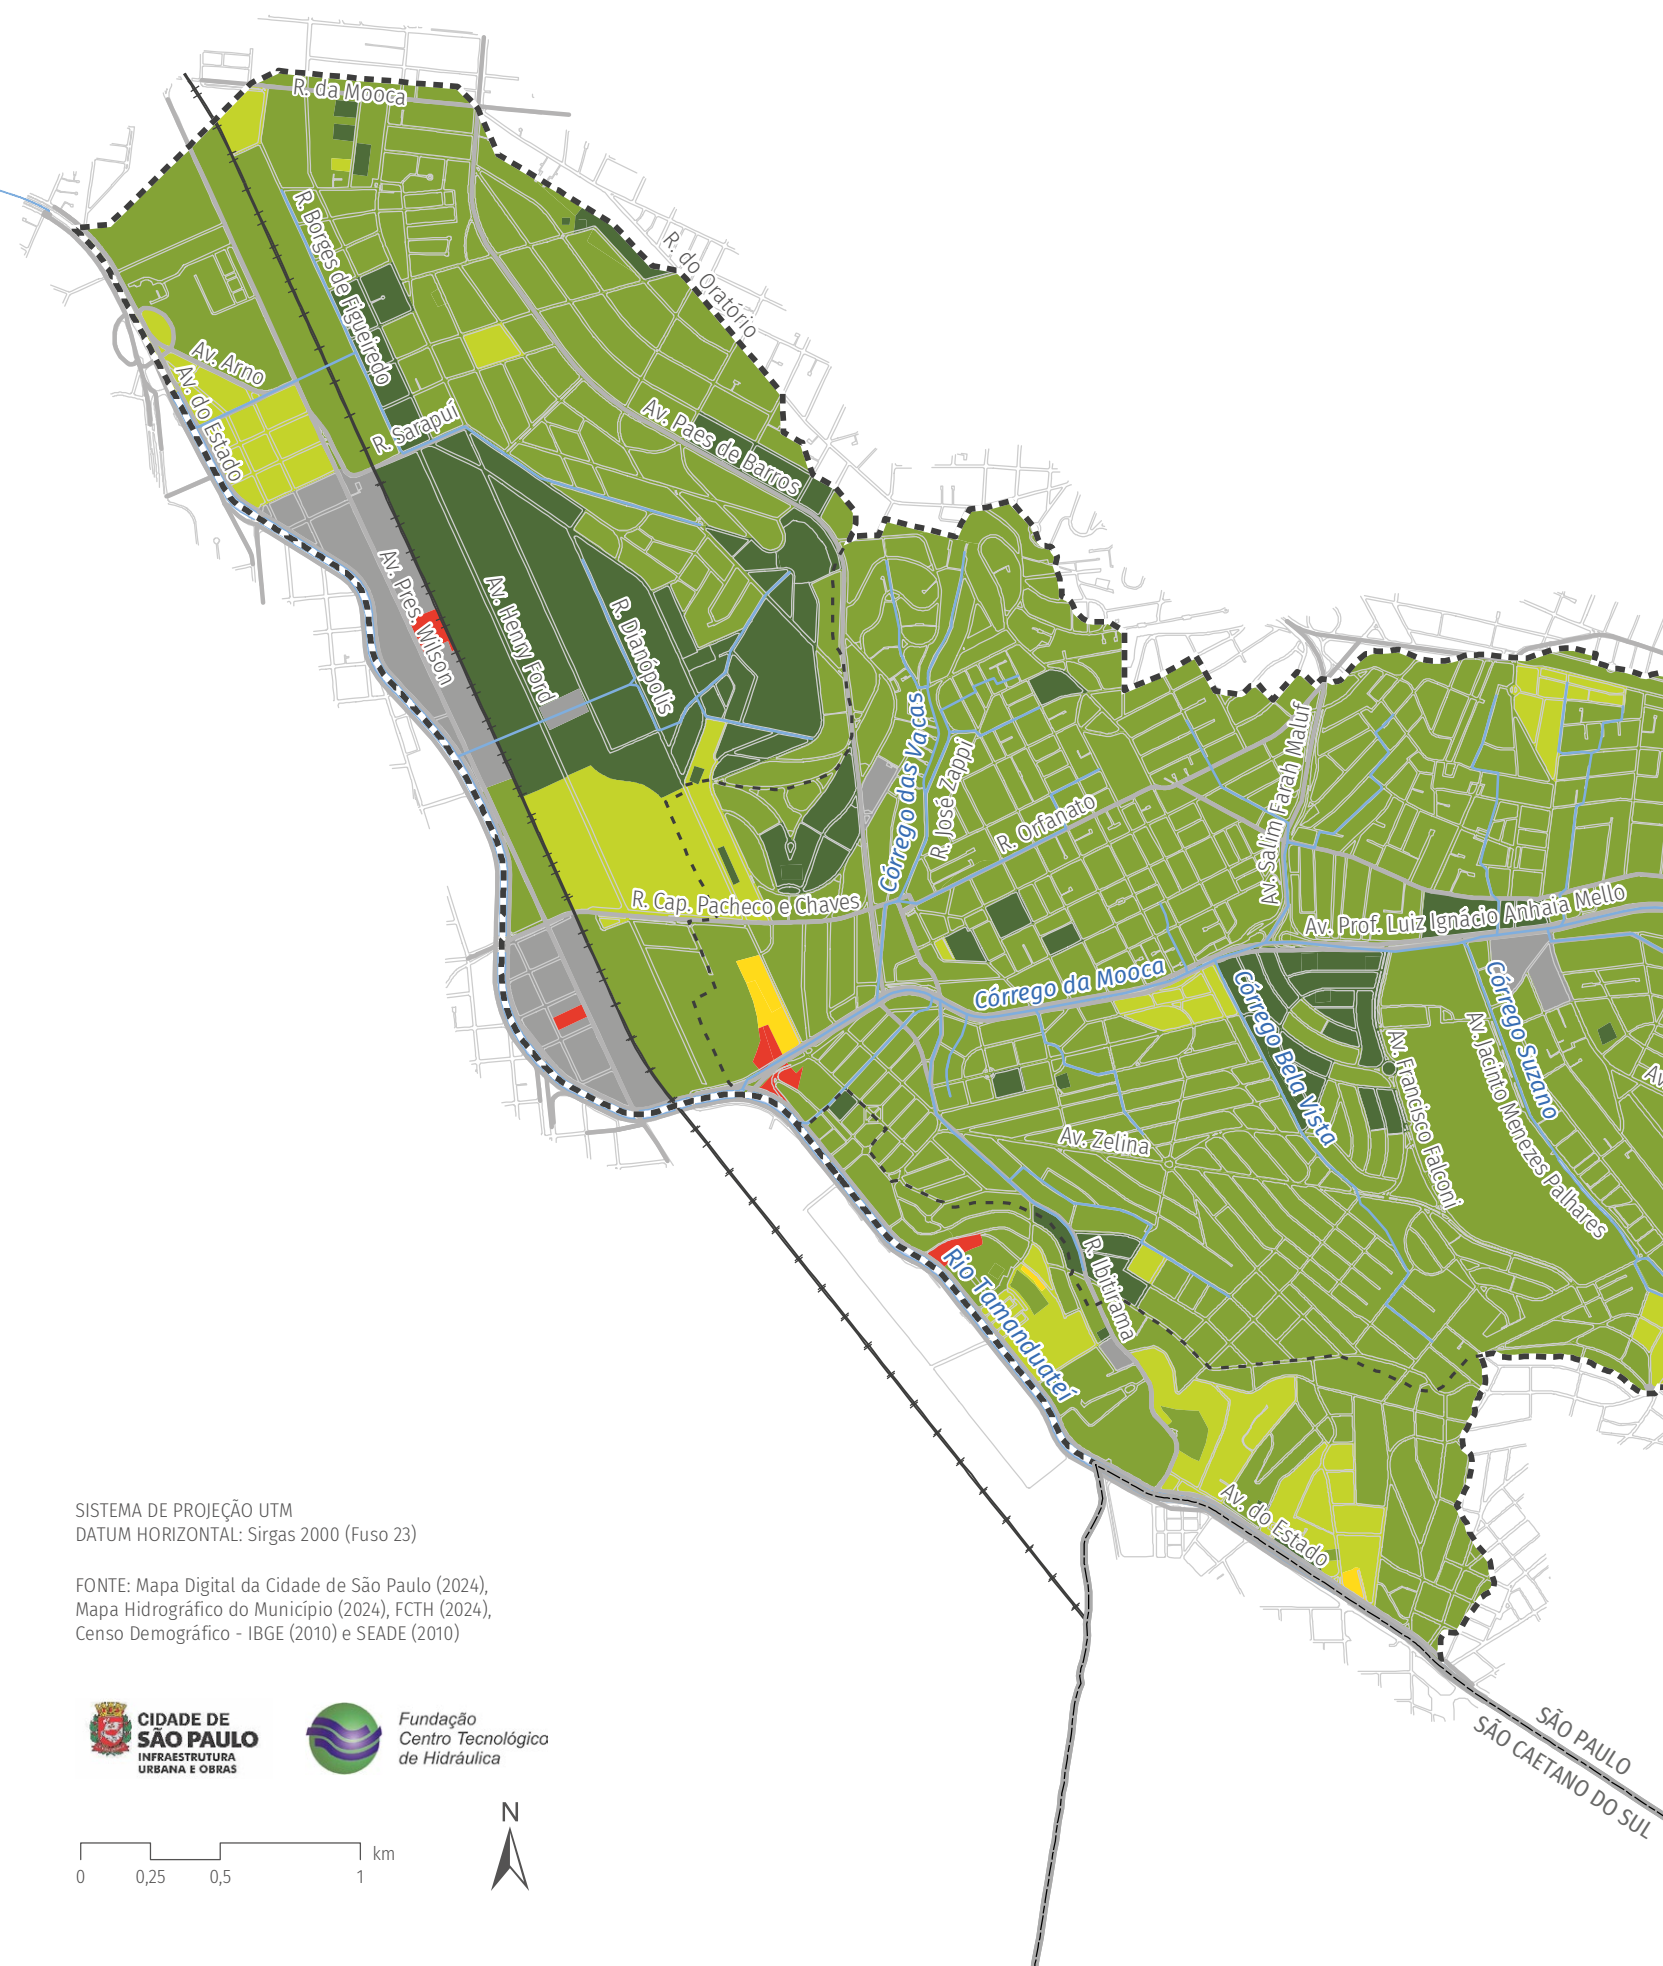 R. da Mooca
R. do Oratório
R. Borges de Figueiredo
Av. Arno
Av. do Estado
R. Sarapuí
Av. Paes de Barros
Av. Pres. Wilson
Av. Henry Ford
R. Dianópolis
Córrego das Vacas
R. José Zappi
R. Orfanato
Av. Salim Farah Maluf
R. Cap. Pacheco e Chaves
Av. Prof. Luiz Ignácio Anhaia Mello
Córrego da Mooca
Córrego Bela Vista
Córrego Suzano
Av. Francisco Falconi
Av. Jacinto Menezes Palhares
Av
Av. Zelina
R. Ibitirama
Rio Tamanduateí
Av. do Estado
SÃO PAULO
SÃO CAETANO DO SUL
SISTEMA DE PROJEÇÃO UTM
DATUM HORIZONTAL: Sirgas 2000 (Fuso 23)
FONTE: Mapa Digital da Cidade de São Paulo (2024),
Mapa Hidrográfico do Município (2024), FCTH (2024),
Censo Demográfico - IBGE (2010) e SEADE (2010)
CIDADE DE
SÃO PAULO
INFRAESTRUTURA
URBANA E OBRAS
Fundação
Centro Tecnológico
de Hidráulica
N
km
0 0,25 0,5 1